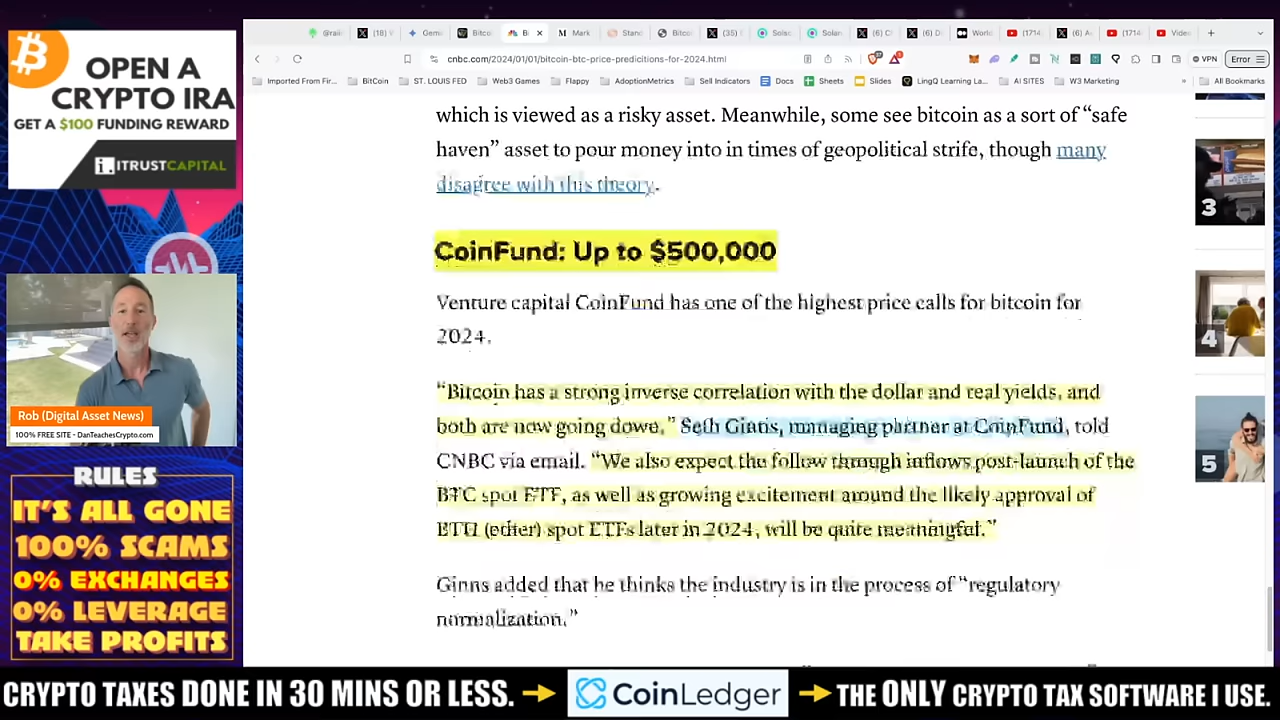 OPEN A
CRYPTO IRA
GET A $100 FUNDING REWARD
ITRUSTCAPITAL
Rob (Digital Asset News)
100% FREE SITE - DanTeachesCrypto.com
RULES
IT'S ALL GONE
100% SCAMS
0% EXCHANGES
0% LEVERAGE
TAKE PROFITS
cnbc.com/2024/01/01/bitcoin-btc-price-predicitions-for-2024.html
VPN
Error
Imported From Fir... BitCoin ST. LOUIS FED Web3 Games Flappy AdoptionMetrics Sell Indicators Docs Sheets Slides LingQ Learning La... AI SITES W3 Marketing All Bookmarks
which is viewed as a risky asset. Meanwhile, some see bitcoin as a sort of “safe
haven” asset to pour money into in times of geopolitical strife, though many
disagree with this theory.
CoinFund: Up to $500,000
Venture capital CoinFund has one of the highest price calls for bitcoin for
2024.
“Bitcoin has a strong inverse correlation with the dollar and real yields, and
both are now going down,” Seth Ginns, managing partner at CoinFund, told
CNBC via email. “We also expect the follow through inflows post-launch of the
BTC spot ETF, as well as growing excitement around the likely approval of
ETH (ether) spot ETFs later in 2024, will be quite meaningful.”
Ginns added that he thinks the industry is in the process of “regulatory
normalization.”
3
4
5
CRYPTO TAXES DONE IN 30 MINS OR LESS. → CoinLedger → THE ONLY CRYPTO TAX SOFTWARE I USE.